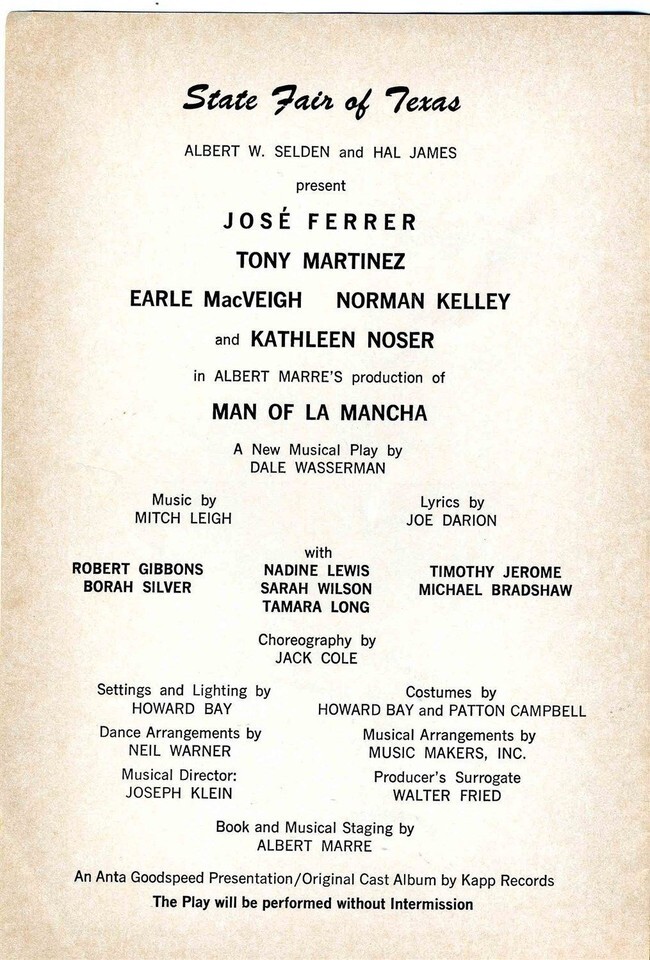 State Fair of Texas
ALBERT W. SELDEN and HAL JAMES
present
JOSÉ FERRER
TONY MARTINEZ
EARLE MacVEIGH NORMAN KELLEY
and KATHLEEN NOSER
in ALBERT MARRE'S production of
MAN OF LA MANCHA
A New Musical Play by
DALE WASSERMAN
Music by
MITCH LEIGH
Lyrics by
JOE DARION
with
ROBERT GIBBONS
BORAH SILVER
NADINE LEWIS
SARAH WILSON
TAMARA LONG
TIMOTHY JEROME
MICHAEL BRADSHAW
Choreography by
JACK COLE
Settings and Lighting by
HOWARD BAY
Costumes by
HOWARD BAY and PATTON CAMPBELL
Dance Arrangements by
NEIL WARNER
Musical Arrangements by
MUSIC MAKERS, INC.
Musical Director:
JOSEPH KLEIN
Producer's Surrogate
WALTER FRIED
Book and Musical Staging by
ALBERT MARRE
An Anta Goodspeed Presentation/Original Cast Album by Kapp Records
The Play will be performed without Intermission